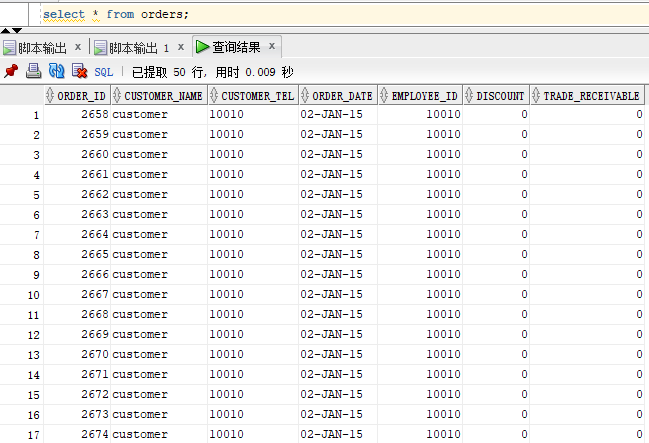 select * from orders;
脚本输出 × 脚本输出 1 × 查询结果 ×
SQL | 已提取 50 行, 用时 0.009 秒
ORDER_ID CUSTOMER_NAME CUSTOMER_TEL ORDER_DATE EMPLOYEE_ID DISCOUNT TRADE_RECEIVABLE
1 2658 customer 10010 02-JAN-15 10010 0 0
2 2659 customer 10010 02-JAN-15 10010 0 0
3 2660 customer 10010 02-JAN-15 10010 0 0
4 2661 customer 10010 02-JAN-15 10010 0 0
5 2662 customer 10010 02-JAN-15 10010 0 0
6 2663 customer 10010 02-JAN-15 10010 0 0
7 2664 customer 10010 02-JAN-15 10010 0 0
8 2665 customer 10010 02-JAN-15 10010 0 0
9 2666 customer 10010 02-JAN-15 10010 0 0
10 2667 customer 10010 02-JAN-15 10010 0 0
11 2668 customer 10010 02-JAN-15 10010 0 0
12 2669 customer 10010 02-JAN-15 10010 0 0
13 2670 customer 10010 02-JAN-15 10010 0 0
14 2671 customer 10010 02-JAN-15 10010 0 0
15 2672 customer 10010 02-JAN-15 10010 0 0
16 2673 customer 10010 02-JAN-15 10010 0 0
17 2674 customer 10010 02-JAN-15 10010 0 0